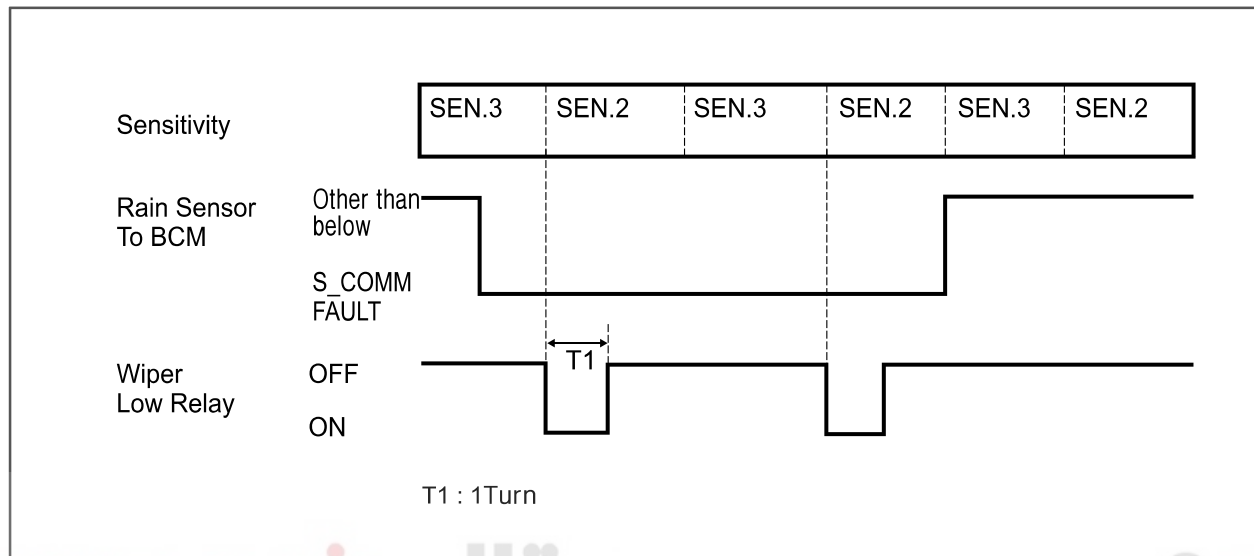 Sensitivity
SEN.3 SEN.2 SEN.3 SEN.2 SEN.3 SEN.2
Rain Sensor
To BCM
Other than
below
S_COMM
FAULT
T1
Wiper
Low Relay
OFF
ON
T1 : 1Turn